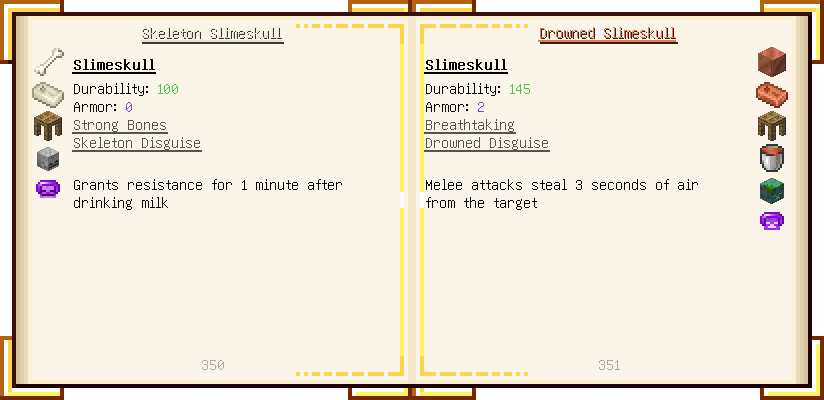 Skeleton Slimeskull
Slimeskull
Durability: 100
Armor: 0
Strong Bones
Skeleton Disguise
Grants resistance for 1 minute after
drinking milk
350
Drowned Slimeskull
Slimeskull
Durability: 145
Armor: 2
Breathtaking
Drowned Disguise
Melee attacks steal 3 seconds of air
from the target
351